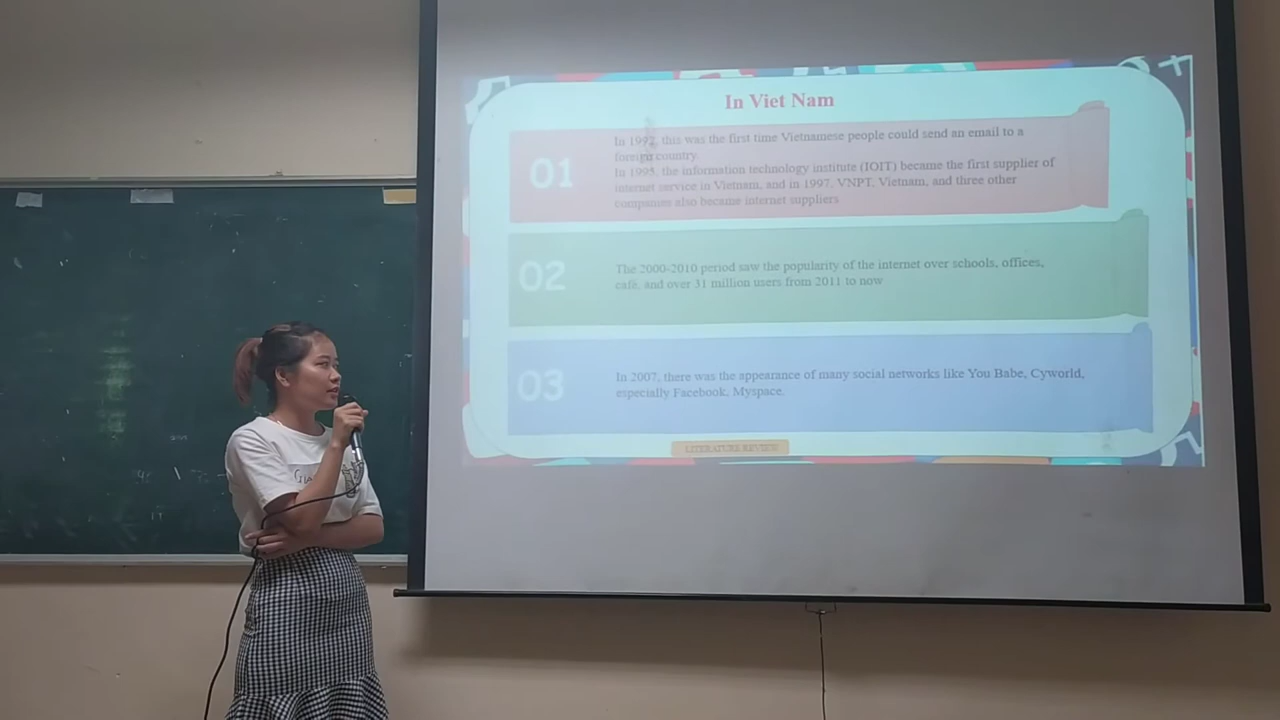 In Viet Nam
01
In 1992, this was the first time Vietnamese people could send an email to a
foreign country.
In 1995, the information technology institute (IOIT) became the first supplier of
internet service in Vietnam, and in 1997, VNPT, Vietnam, and three other
companies also became internet suppliers
02
The 2000-2010 period saw the popularity of the internet over schools, offices,
café, and over 31 million users from 2011 to now
03
In 2007, there was the appearance of many social networks like You Babe, Cyworld,
especially Facebook, Myspace.
LITERATURE REVIEW